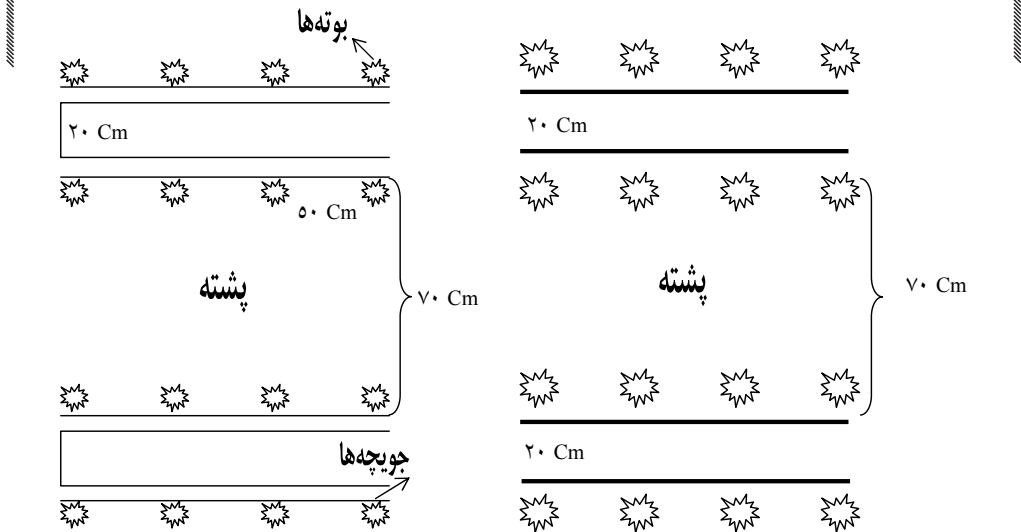 بوته‌ها
۲۰ Cm
۲۰ Cm
۵۰ Cm
پشته
پشته
۷۰ Cm
۷۰ Cm
جویچه‌ها
۲۰ Cm